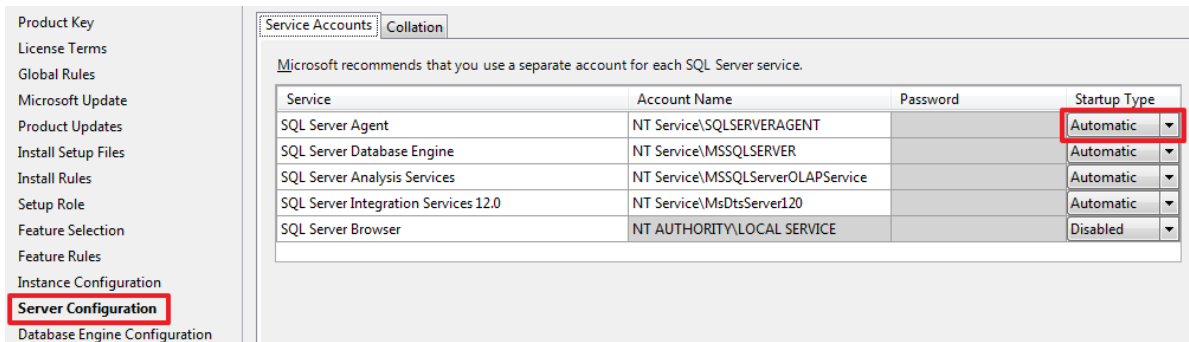 Product Key
License Terms
Global Rules
Microsoft Update
Product Updates
Install Setup Files
Install Rules
Setup Role
Feature Selection
Feature Rules
Instance Configuration
Server Configuration
Database Engine Configuration
Service Accounts Collation
Microsoft recommends that you use a separate account for each SQL Server service.
Service Account Name Password Startup Type
SQL Server Agent NT Service\SQLSERVERAGENT Automatic
SQL Server Database Engine NT Service\MSSQLSERVER Automatic
SQL Server Analysis Services NT Service\MSSQLServerOLAPService Automatic
SQL Server Integration Services 12.0 NT Service\MsDtsServer120 Automatic
SQL Server Browser NT AUTHORITY\LOCAL SERVICE Disabled